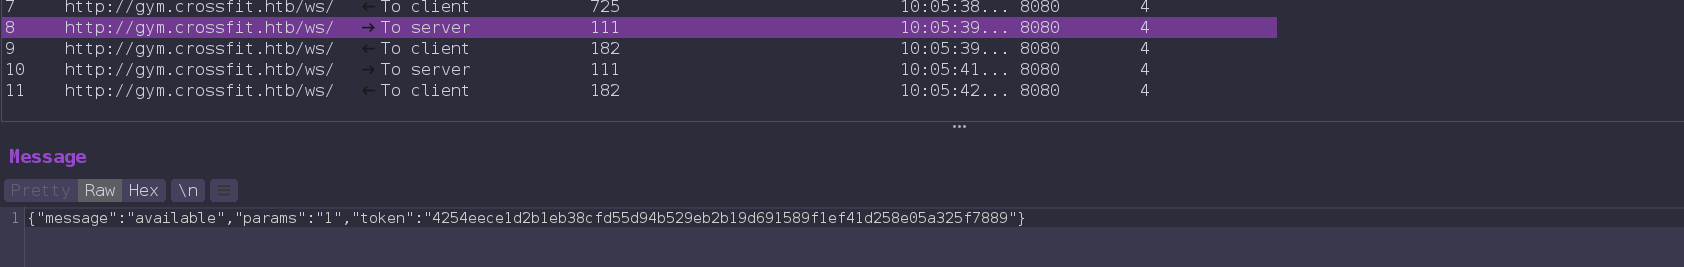 7 http://gym.crossfit.htb/ws/ ← To client 725 10:05:38... 8080 4
8 http://gym.crossfit.htb/ws/ → To server 111 10:05:39... 8080 4
9 http://gym.crossfit.htb/ws/ ← To client 182 10:05:39... 8080 4
10 http://gym.crossfit.htb/ws/ → To server 111 10:05:41... 8080 4
11 http://gym.crossfit.htb/ws/ ← To client 182 10:05:42... 8080 4
Message
Pretty Raw Hex \n
1 {"message":"available","params":"1","token":"4254eece1d2b1eb38cfd55d94b529eb2b19d691589f1ef41d258e05a325f7889"}